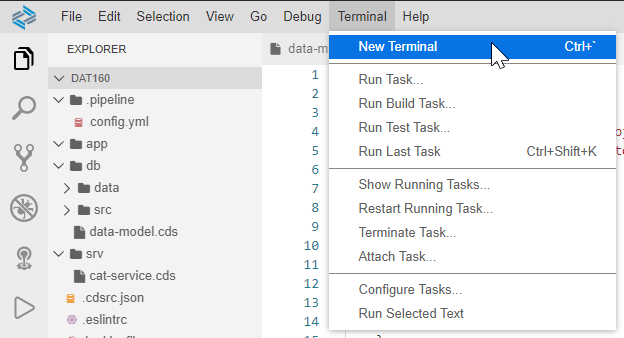 File Edit Selection View Go Debug Terminal Help
EXPLORER
DAT160
.pipeline
config.yml
app
db
data
src
data-model.cds
srv
cat-service.cds
.cdsrc.json
.eslintrc
data-m
1
2
3
4
5
6
7
8
9
10
11
12
13
14
15
New Terminal Ctrl+`
Run Task...
Run Build Task...
Run Test Task...
Run Last Task Ctrl+Shift+K
Show Running Tasks...
Restart Running Task...
Terminate Task...
Attach Task...
Configure Tasks...
Run Selected Text